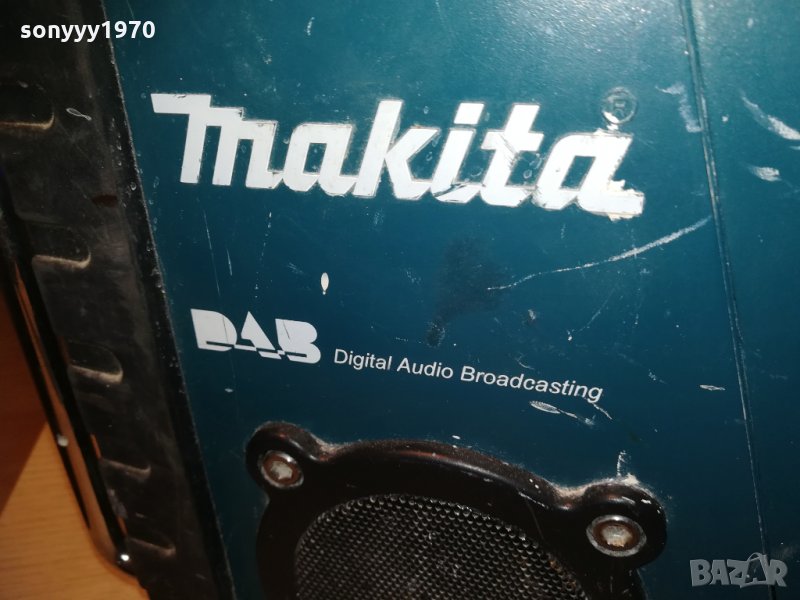 sonyyy1970
makita ®
DAB Digital Audio Broadcasting
BAZAR